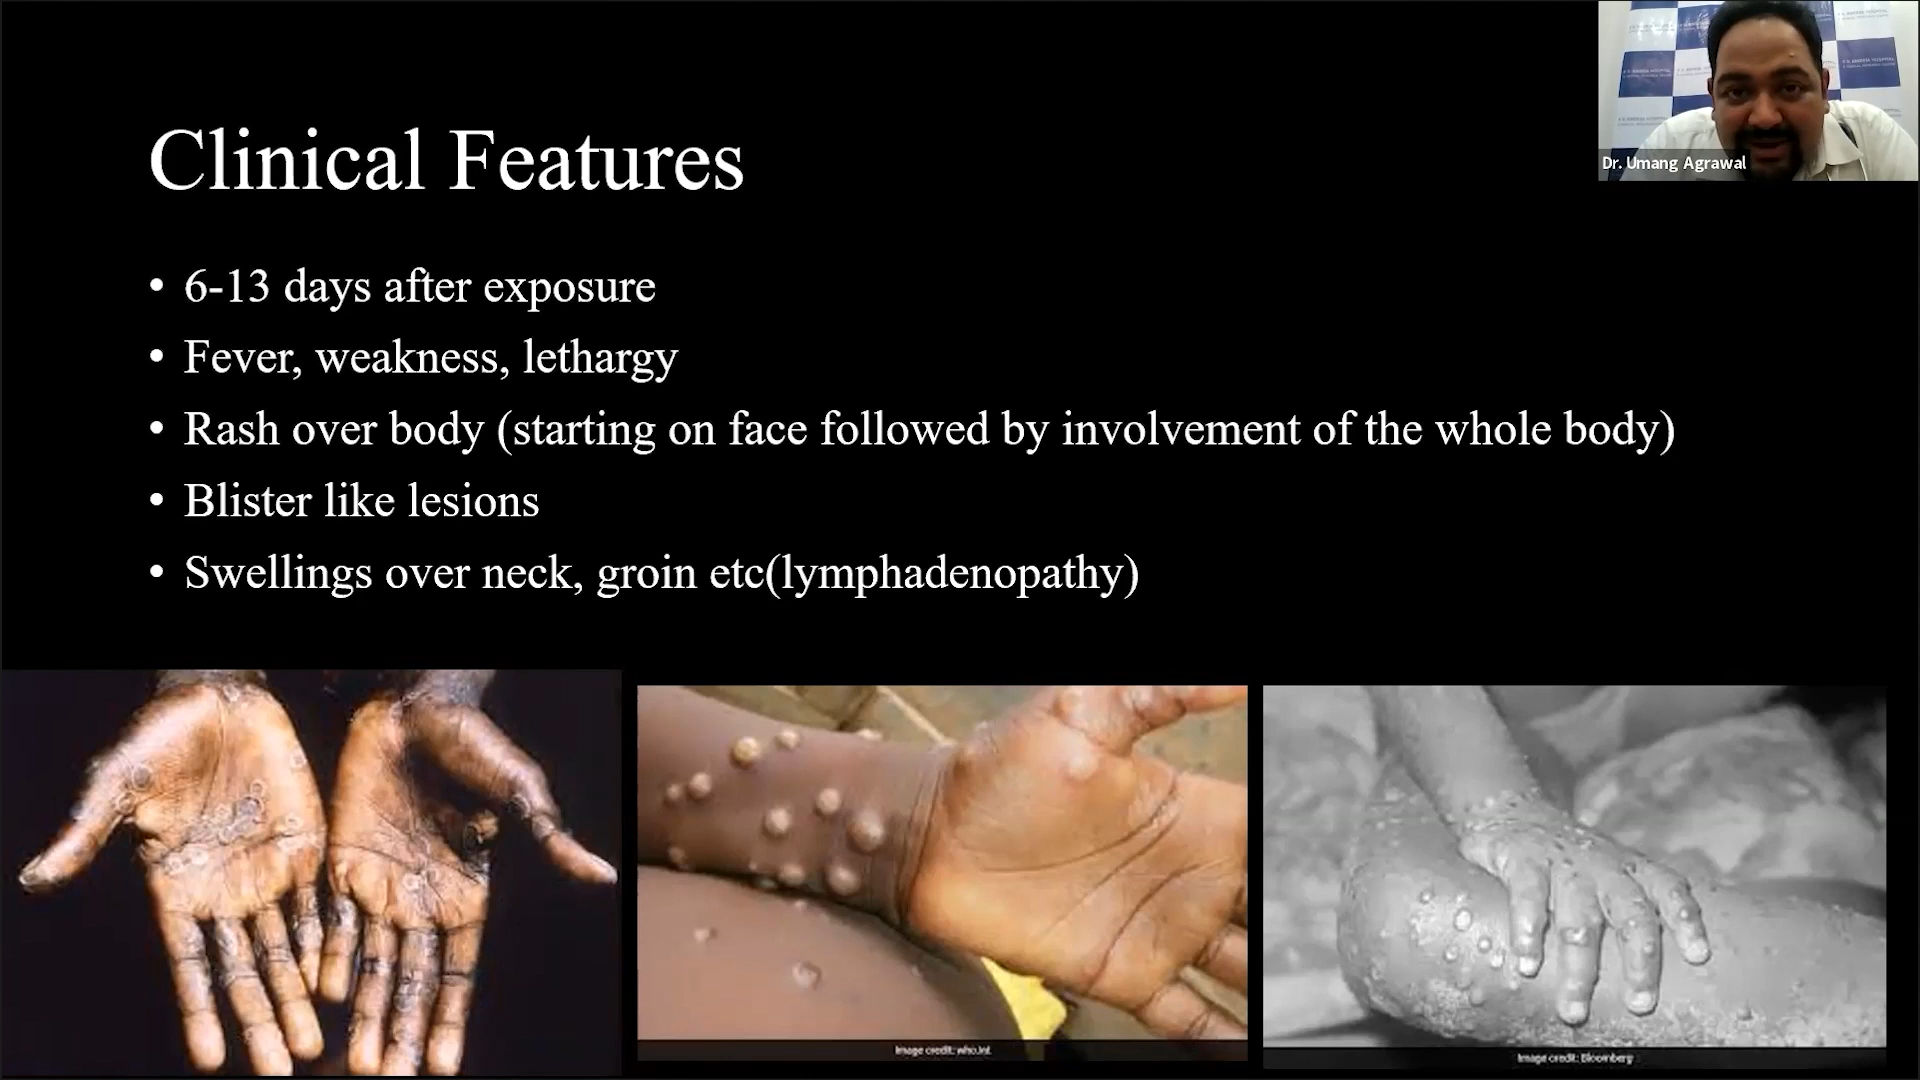 Dr. Umang Agrawal
Clinical Features
• 6-13 days after exposure
• Fever, weakness, lethargy
• Rash over body (starting on face followed by involvement of the whole body)
• Blister like lesions
• Swellings over neck, groin etc(lymphadenopathy)
Image credit: who.int
Image credit: Bloomberg